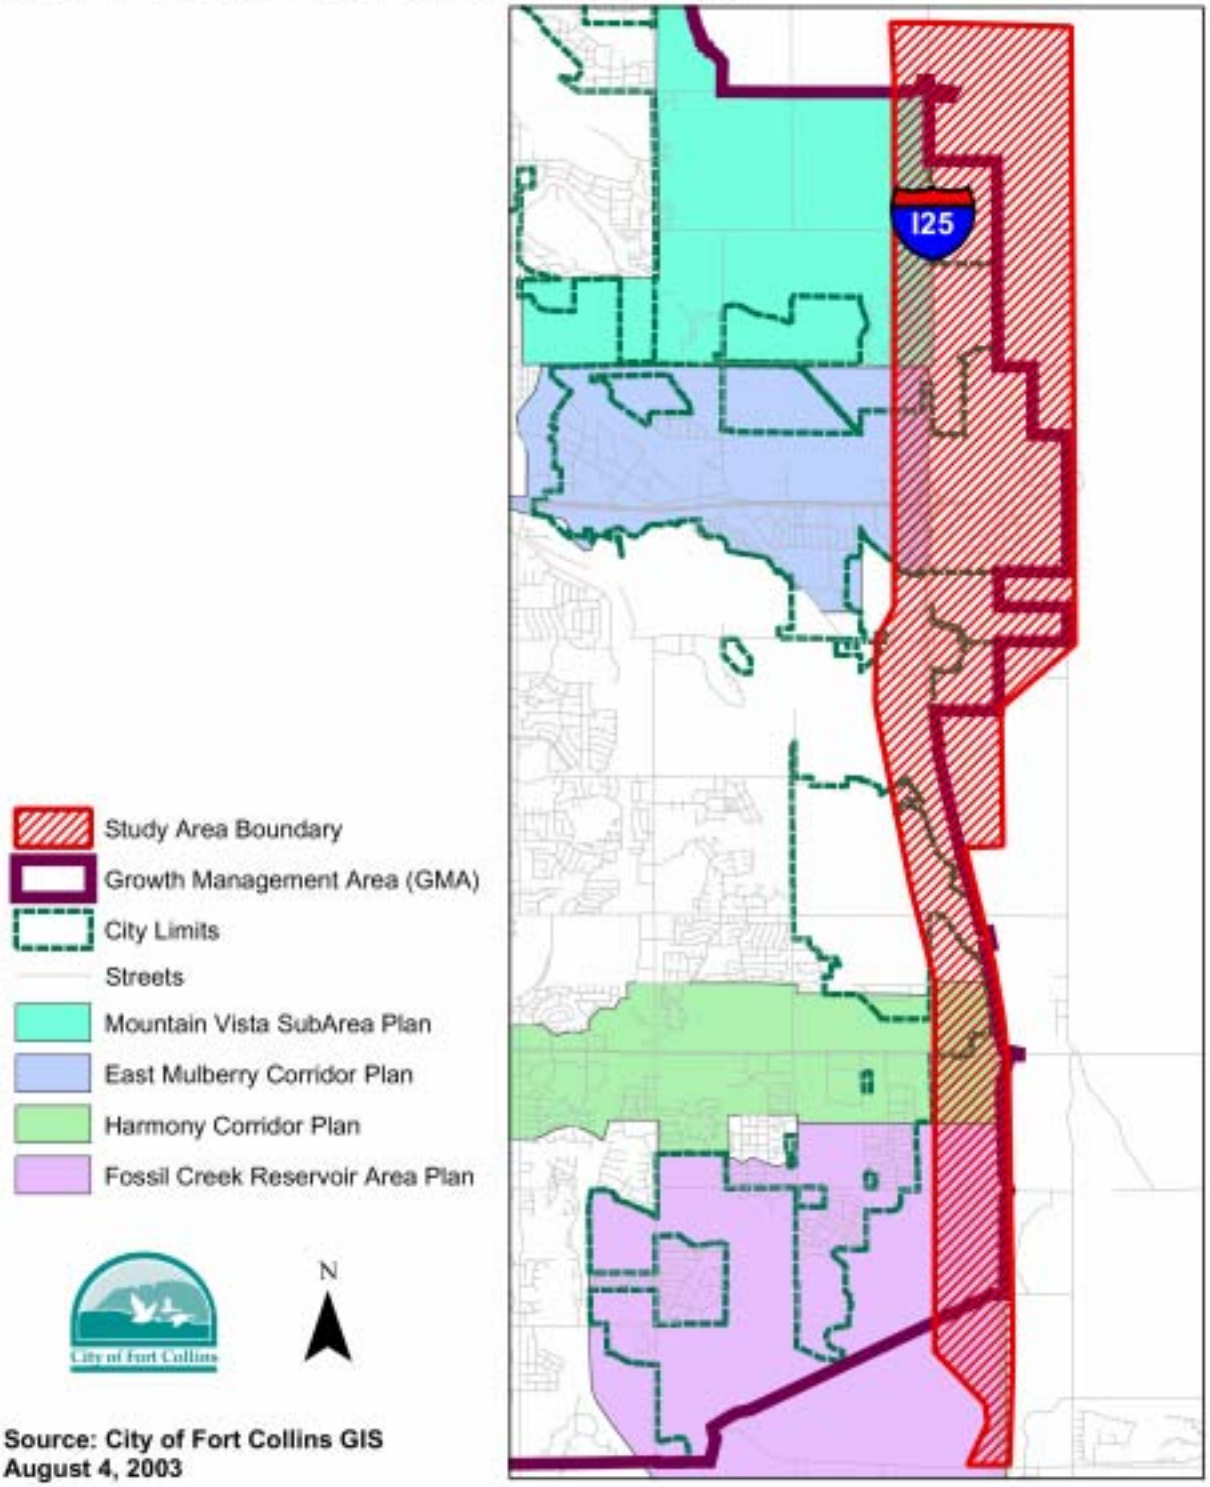 I25
Study Area Boundary
Growth Management Area (GMA)
City Limits
Streets
Mountain Vista SubArea Plan
East Mulberry Corridor Plan
Harmony Corridor Plan
Fossil Creek Reservoir Area Plan
N
City of Fort Collins
Source: City of Fort Collins GIS
August 4, 2003